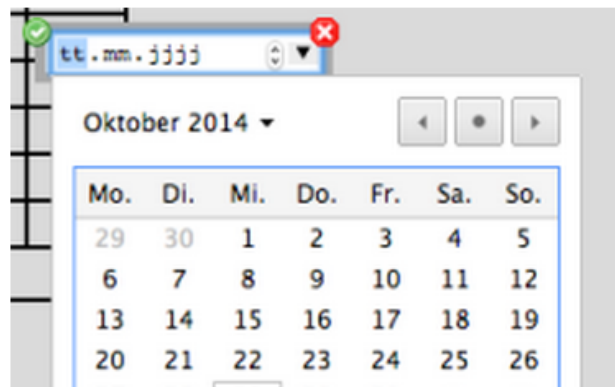 tt.mm.jjjj
Oktober 2014
Mo. Di. Mi. Do. Fr. Sa. So.
29 30 1 2 3 4 5
6 7 8 9 10 11 12
13 14 15 16 17 18 19
20 21 22 23 24 25 26